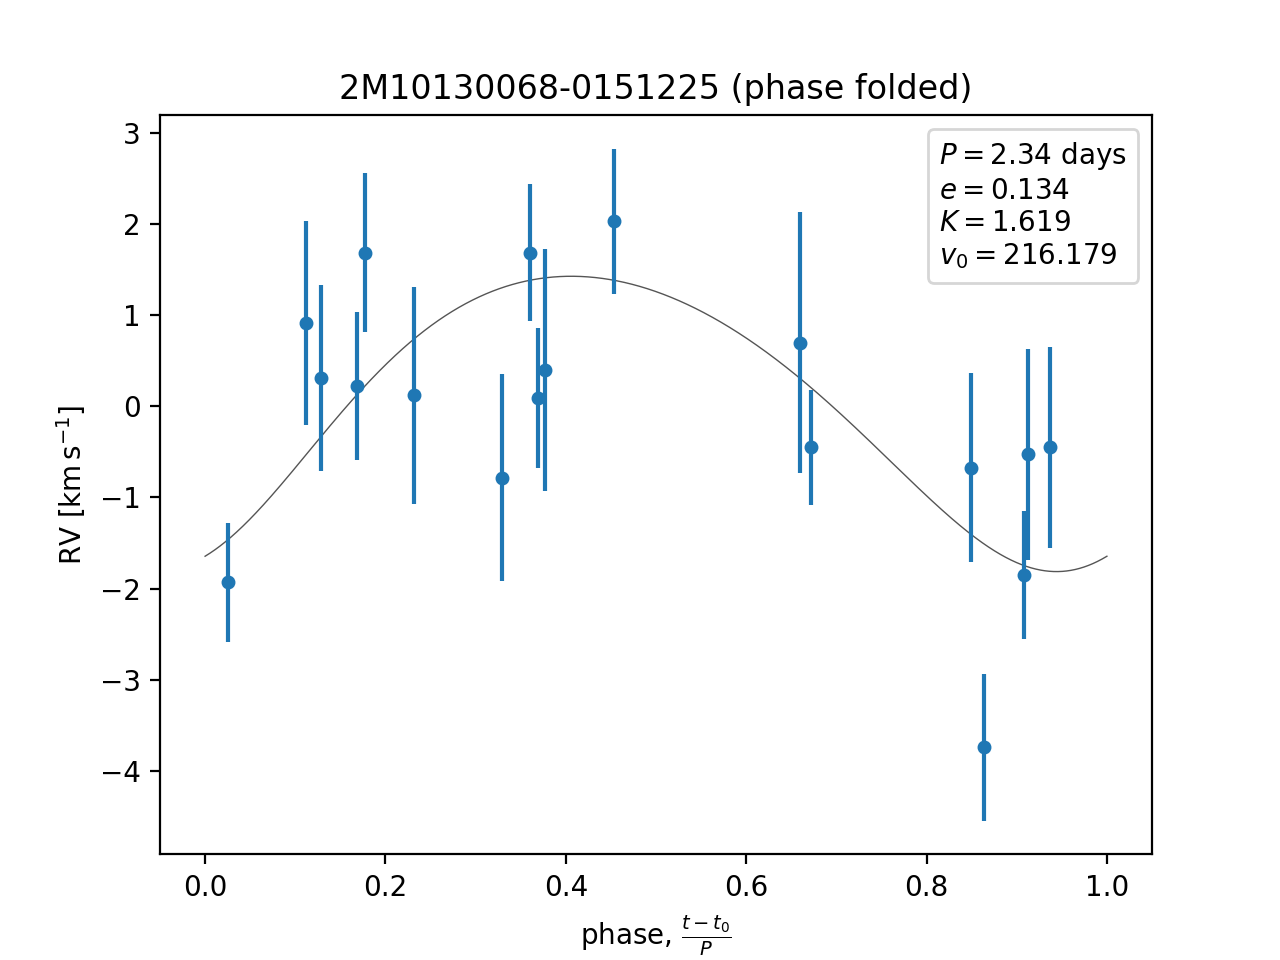 2M10130068-0151225 (phase folded)
P = 2.34 days
e = 0.134
K = 1.619
v₀ = 216.179
3
2
1
0
−1
−2
−3
−4
RV [km s⁻¹]
0.0 0.2 0.4 0.6 0.8 1.0
phase, (t − t₀)/P